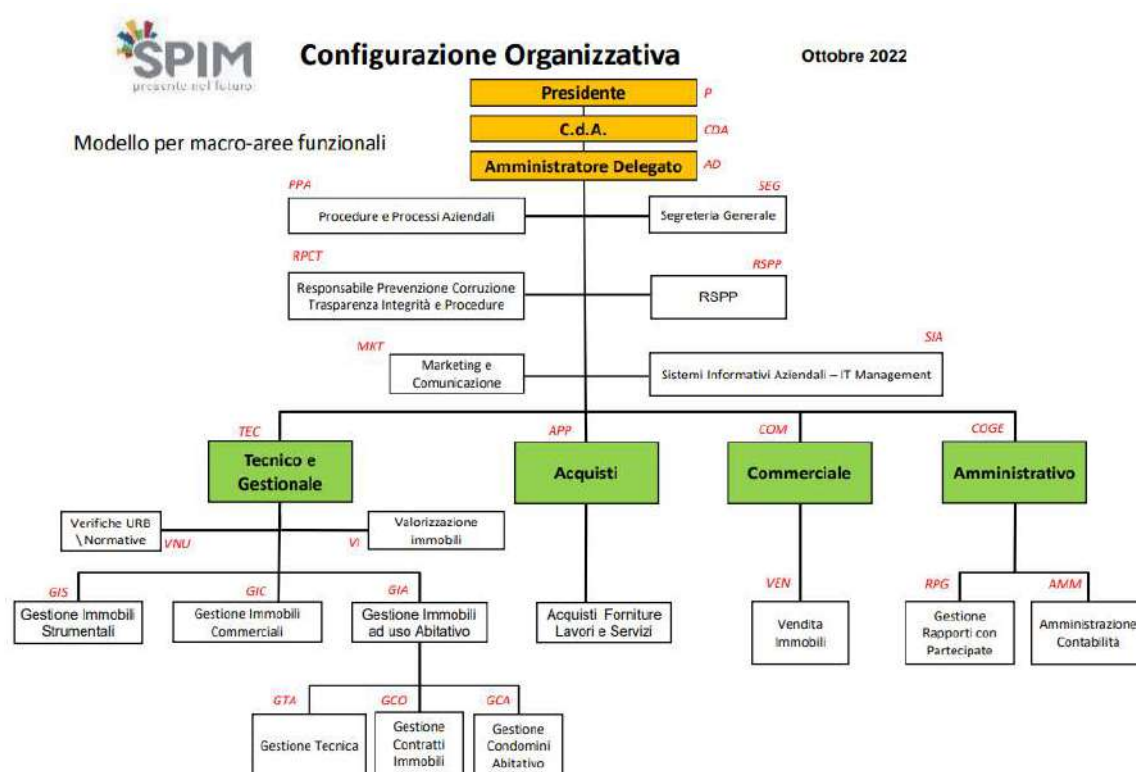 SPIM
presente nel futuro
Configurazione Organizzativa
Ottobre 2022
Modello per macro-aree funzionali
Presidente
P
C.d.A.
CDA
Amministratore Delegato
AD
PPA
SEG
Procedure e Processi Aziendali
Segreteria Generale
RPCT
RSPP
Responsabile Prevenzione Corruzione
Trasparenza Integrità e Procedure
RSPP
MKT
SIA
Marketing e
Comunicazione
Sistemi Informativi Aziendali – IT Management
TEC
APP
COM
COGE
Tecnico e
Gestionale
Acquisti
Commerciale
Amministrativo
Verifiche URB
\ Normative
VNU
VI
Valorizzazione
immobili
GIS
GIC
GIA
VEN
RPG
AMM
Gestione Immobili
Strumentali
Gestione Immobili
Commerciali
Gestione Immobili
ad uso Abitativo
Acquisti Forniture
Lavori e Servizi
Vendita
Immobili
Gestione
Rapporti con
Partecipate
Amministrazione
Contabilità
GTA
GCO
GCA
Gestione Tecnica
Gestione
Contratti
Immobili
Gestione
Condomini
Abitativo